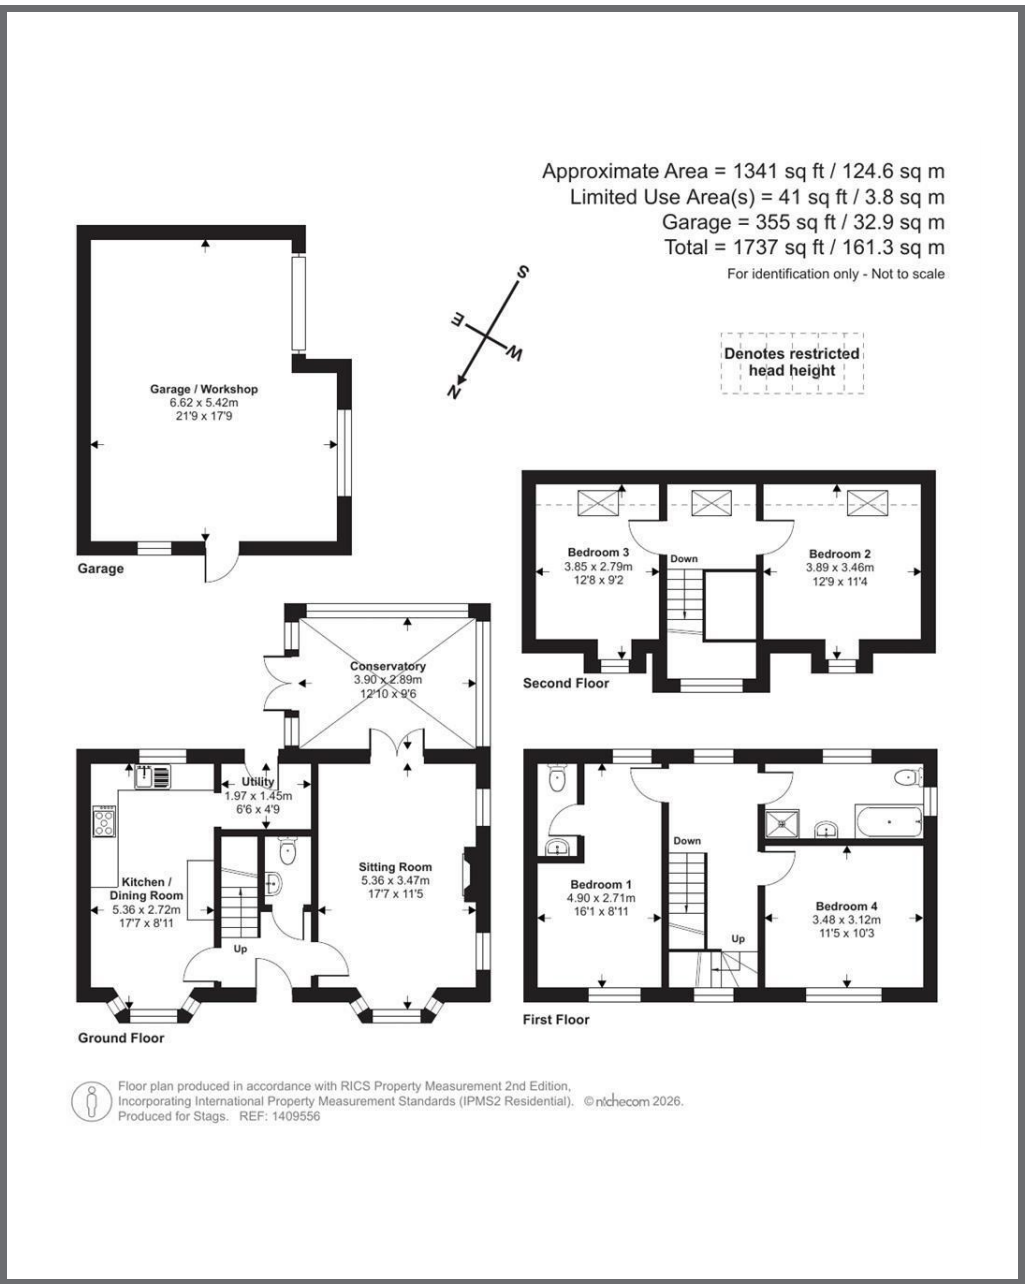 Approximate Area = 1341 sq ft / 124.6 sq m
Limited Use Area(s) = 41 sq ft / 3.8 sq m
Garage = 355 sq ft / 32.9 sq m
Total = 1737 sq ft / 161.3 sq m
For identification only - Not to scale
S
E
W
N
Denotes restricted
head height
Garage / Workshop
6.62 x 5.42m
21'9 x 17'9
Garage
Bedroom 3
3.85 x 2.79m
12'8 x 9'2
Down
Bedroom 2
3.89 x 3.46m
12'9 x 11'4
Second Floor
Conservatory
3.90 x 2.89m
12'10 x 9'6
Utility
1.97 x 1.45m
6'6 x 4'9
Kitchen /
Dining Room
5.36 x 2.72m
17'7 x 8'11
Up
Sitting Room
5.36 x 3.47m
17'7 x 11'5
Ground Floor
Down
Bedroom 1
4.90 x 2.71m
16'1 x 8'11
Up
Bedroom 4
3.48 x 3.12m
11'5 x 10'3
First Floor
Floor plan produced in accordance with RICS Property Measurement 2nd Edition,
Incorporating International Property Measurement Standards (IPMS2 Residential). © nichecom 2026.
Produced for Stags. REF: 1409556